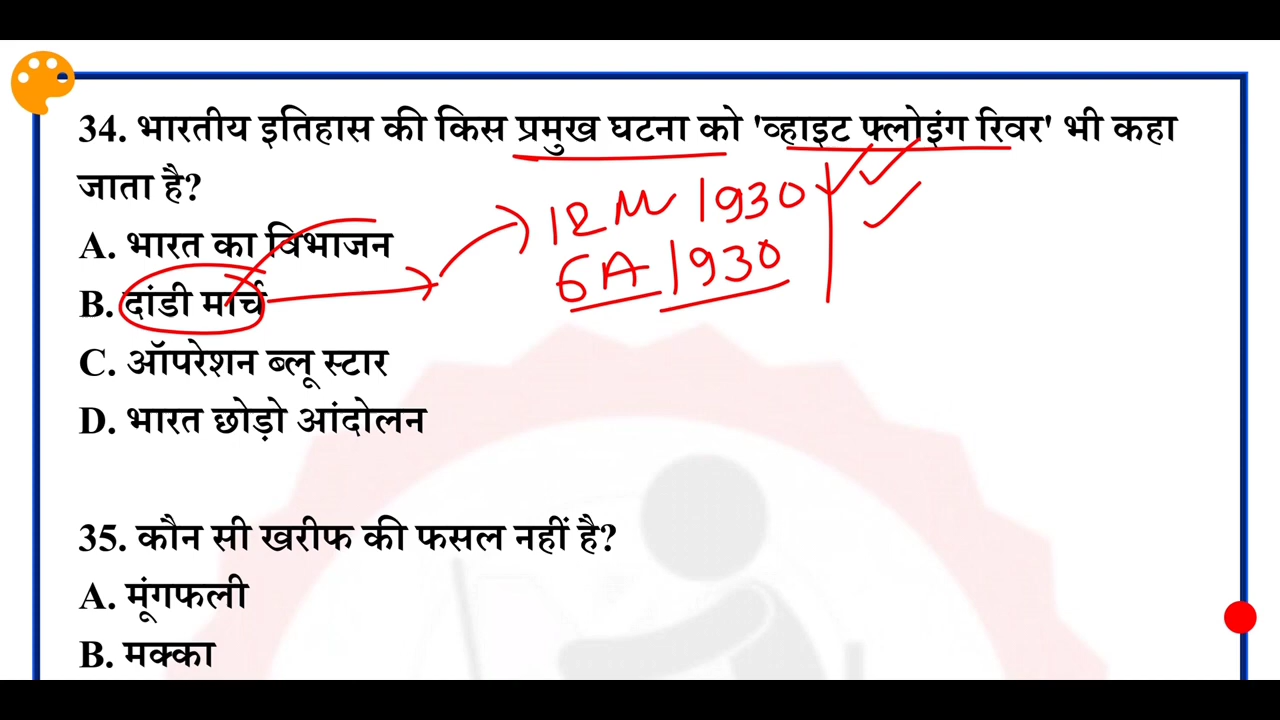 34. भारतीय इतिहास की किस प्रमुख घटना को 'व्हाइट फ्लोइंग रिवर' भी कहा
जाता है?
12 M 1930
A. भारत का विभाजन
6A 1930
B. दांडी मार्च
C. ऑपरेशन ब्लू स्टार
D. भारत छोड़ो आंदोलन
35. कौन सी खरीफ की फसल नहीं है?
A. मूंगफली
B. मक्का